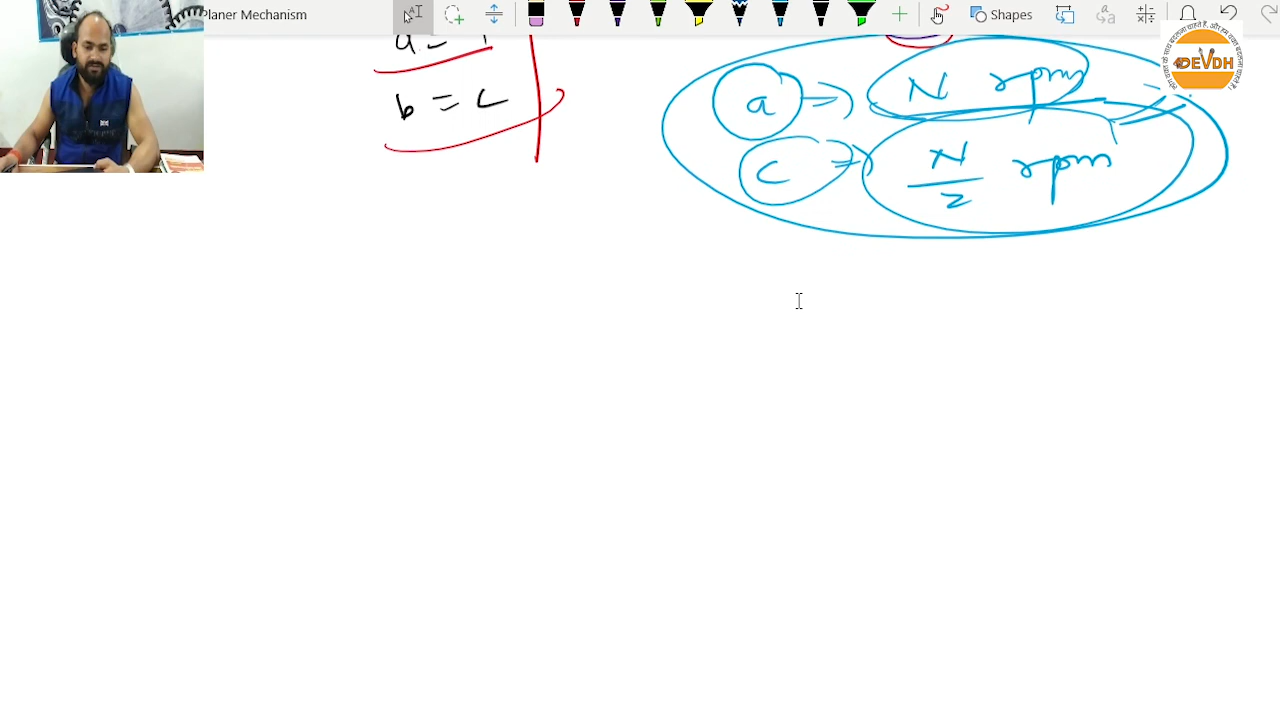 Planer Mechanism
Shapes
DEVDH
a =
b = c
a → N rpm
c → N/2 rpm